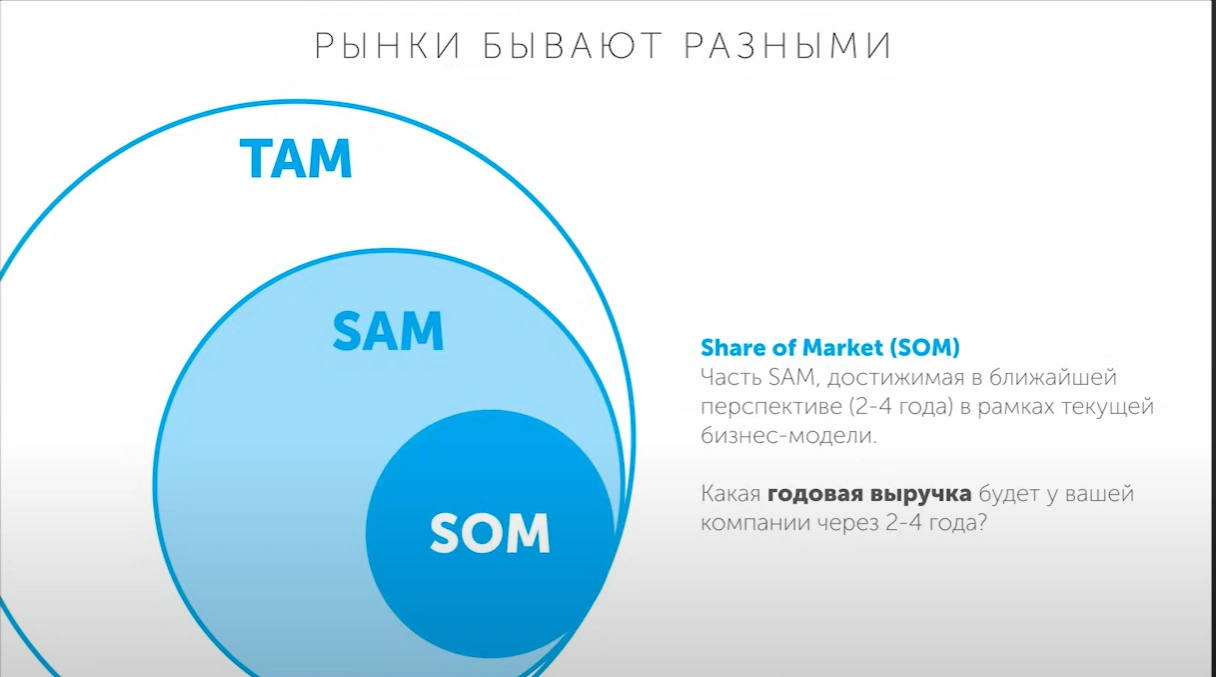 РЫНКИ БЫВАЮТ РАЗНЫМИ
TAM
SAM
SOM
Share of Market (SOM)
Часть SAM, достижимая в ближайшей
перспективе (2-4 года) в рамках текущей
бизнес-модели.
Какая годовая выручка будет у вашей
компании через 2-4 года?